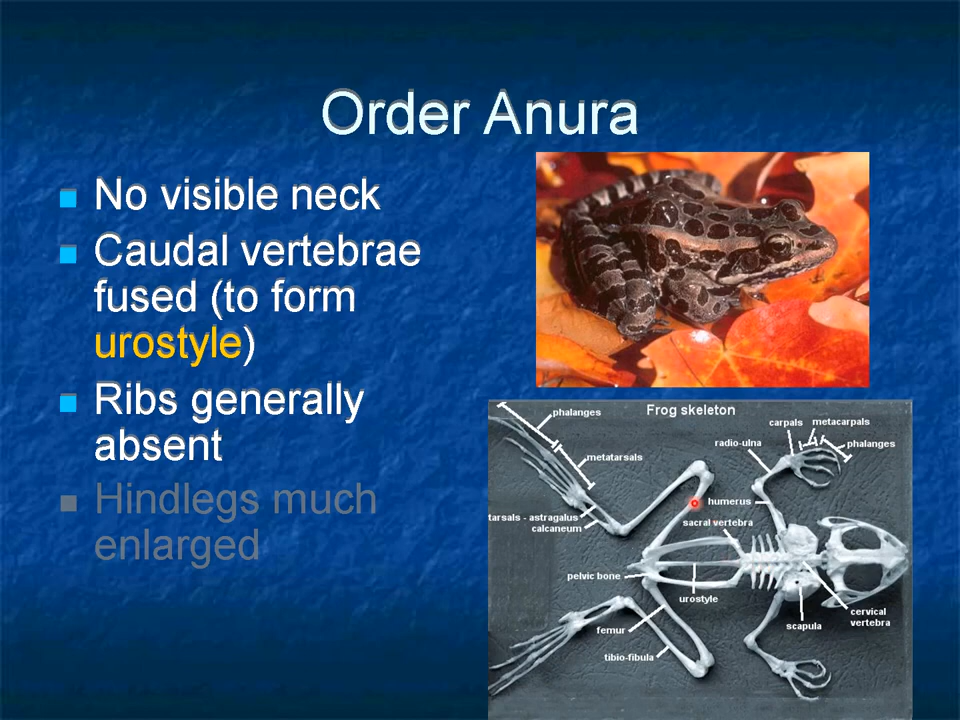 Order Anura
No visible neck
Caudal vertebrae
fused (to form
urostyle)
Ribs generally
absent
Hindlegs much
enlarged
Frog skeleton
phalanges
metatarsals
tarsals - astragalus
calcaneum
pelvic bone
femur
tibio-fibula
urostyle
sacral vertebra
humerus
radio-ulna
carpals
metacarpals
phalanges
scapula
cervical
vertebra